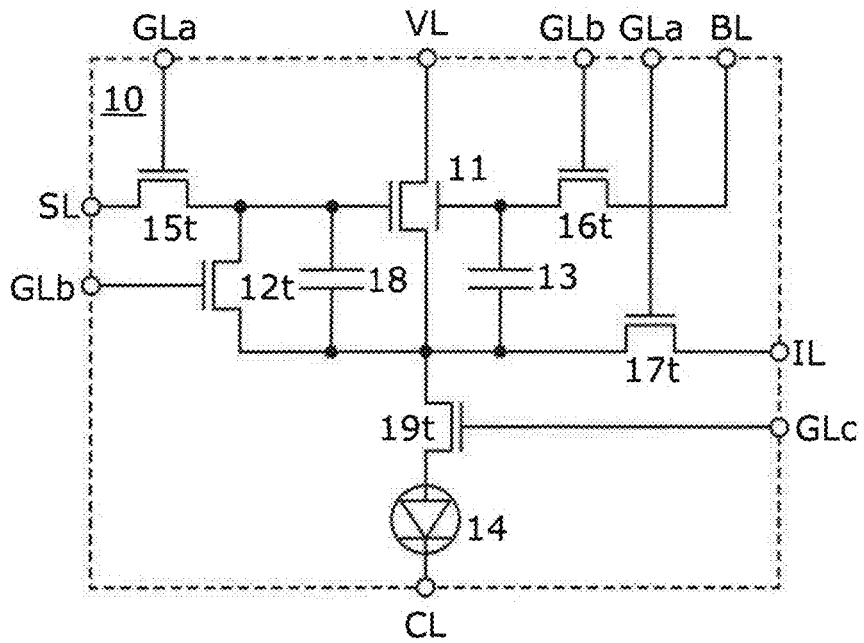 GLa VL GLb GLa BL
10
11
SL 15t 16t
GLb 12t 18 13
17t IL
19t GLc
14
CL